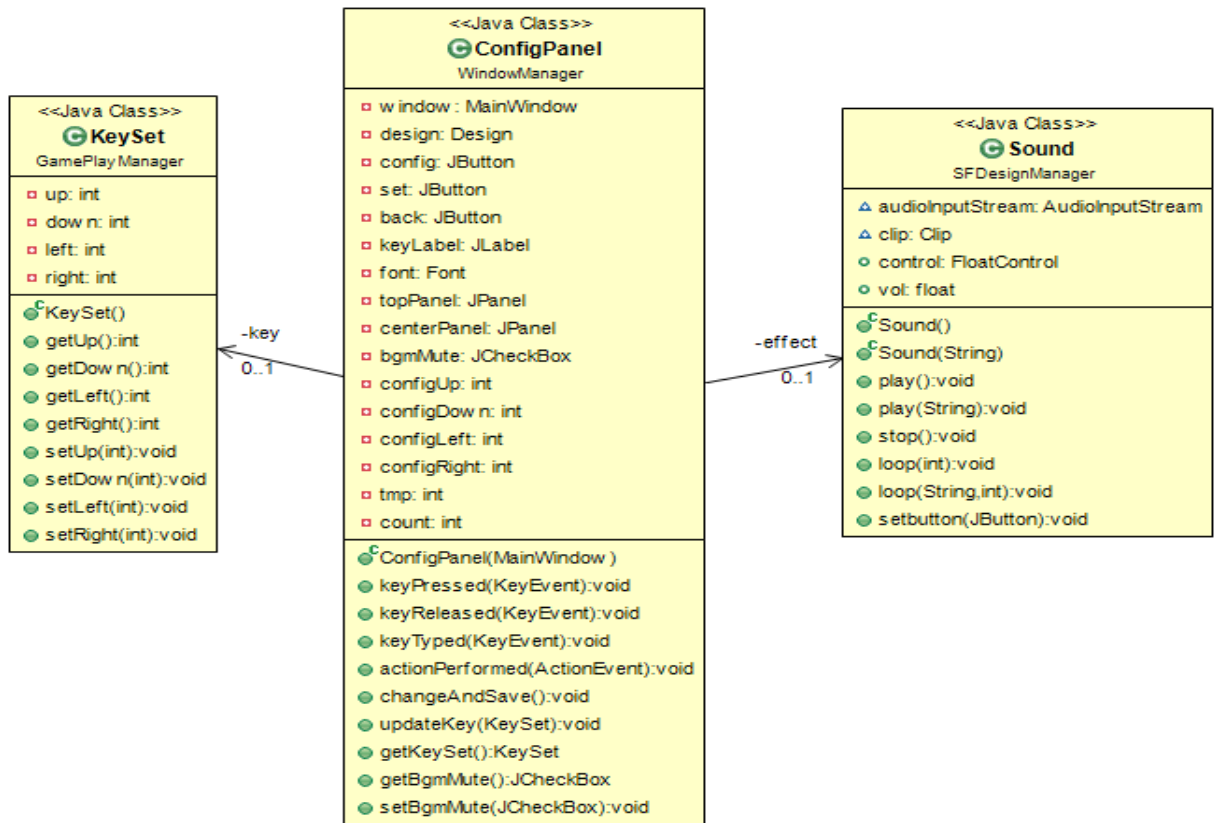 <<Java Class>>
KeySet
GamePlayManager
up: int
down: int
left: int
right: int
KeySet()
getUp():int
getDown():int
getLeft():int
getRight():int
setUp(int):void
setDown(int):void
setLeft(int):void
setRight(int):void
-key
0..1
<<Java Class>>
ConfigPanel
WindowManager
window: MainWindow
design: Design
config: JButton
set: JButton
back: JButton
keyLabel: JLabel
font: Font
topPanel: JPanel
centerPanel: JPanel
bgmMute: JCheckBox
configUp: int
configDown: int
configLeft: int
configRight: int
tmp: int
count: int
ConfigPanel(MainWindow)
keyPressed(KeyEvent):void
keyReleased(KeyEvent):void
keyTyped(KeyEvent):void
actionPerformed(ActionEvent):void
changeAndSave():void
updateKey(KeySet):void
getKeySet():KeySet
getBgmMute():JCheckBox
setBgmMute(JCheckBox):void
-effect
0..1
<<Java Class>>
Sound
SFDesignManager
audioInputStream: AudioInputStream
clip: Clip
control: FloatControl
vol: float
Sound()
Sound(String)
play():void
play(String):void
stop():void
loop(int):void
loop(String,int):void
setbutton(JButton):void